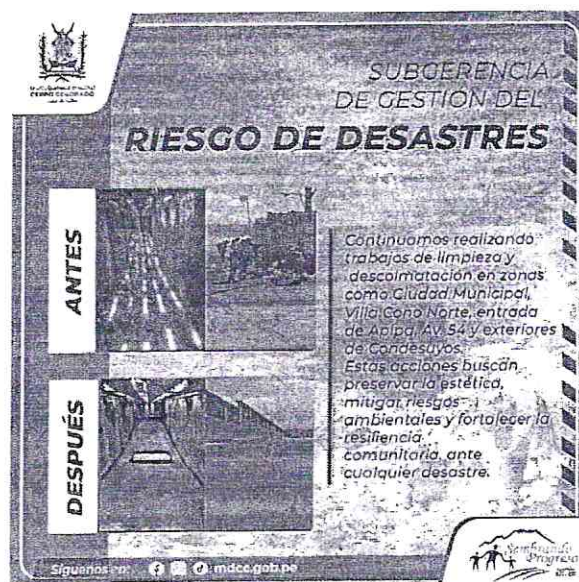 CERRO COLORADO
SUBGERENCIA
DE GESTIÓN DEL
RIESGO DE DESASTRES
ANTES
Continuamos realizando
trabajos de limpieza y
descolmatación en zonas
como Ciudad Municipal,
Villa Cono Norte, entrada
de Apipa, Av. 54 y exteriores
de Condesuyos.
Estas acciones buscan
preservar la estética,
mitigar riesgos
ambientales y fortalecer la
resiliencia
comunitaria ante
cualquier desastre.
DESPUÉS
Síguenos en: mdcc.gob.pe
Sembrando
Progreso